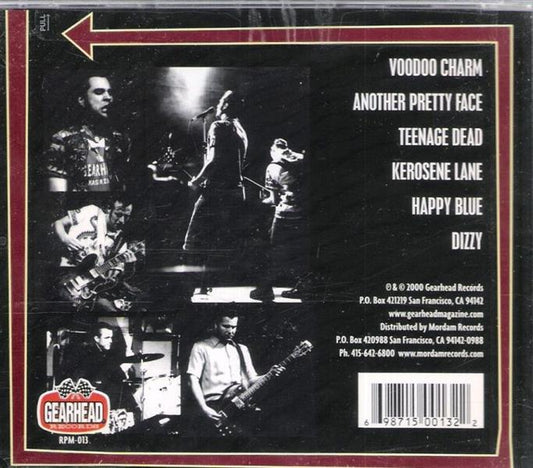 PULL
VOODOO CHARM
ANOTHER PRETTY FACE
TEENAGE DEAD
KEROSENE LANE
HAPPY BLUE
DIZZY
℗ & © 2000 Gearhead Records
P.O. Box 421219 San Francisco, CA 94142
www.gearheadmagazine.com
Distributed by Mordam Records
P.O. Box 420988 San Francisco, CA 94142-0988
Ph. 415-642-6800 www.mordamrecords.com
GEARHEAD
RECORDS
RPM-013
6 98715 00132 2